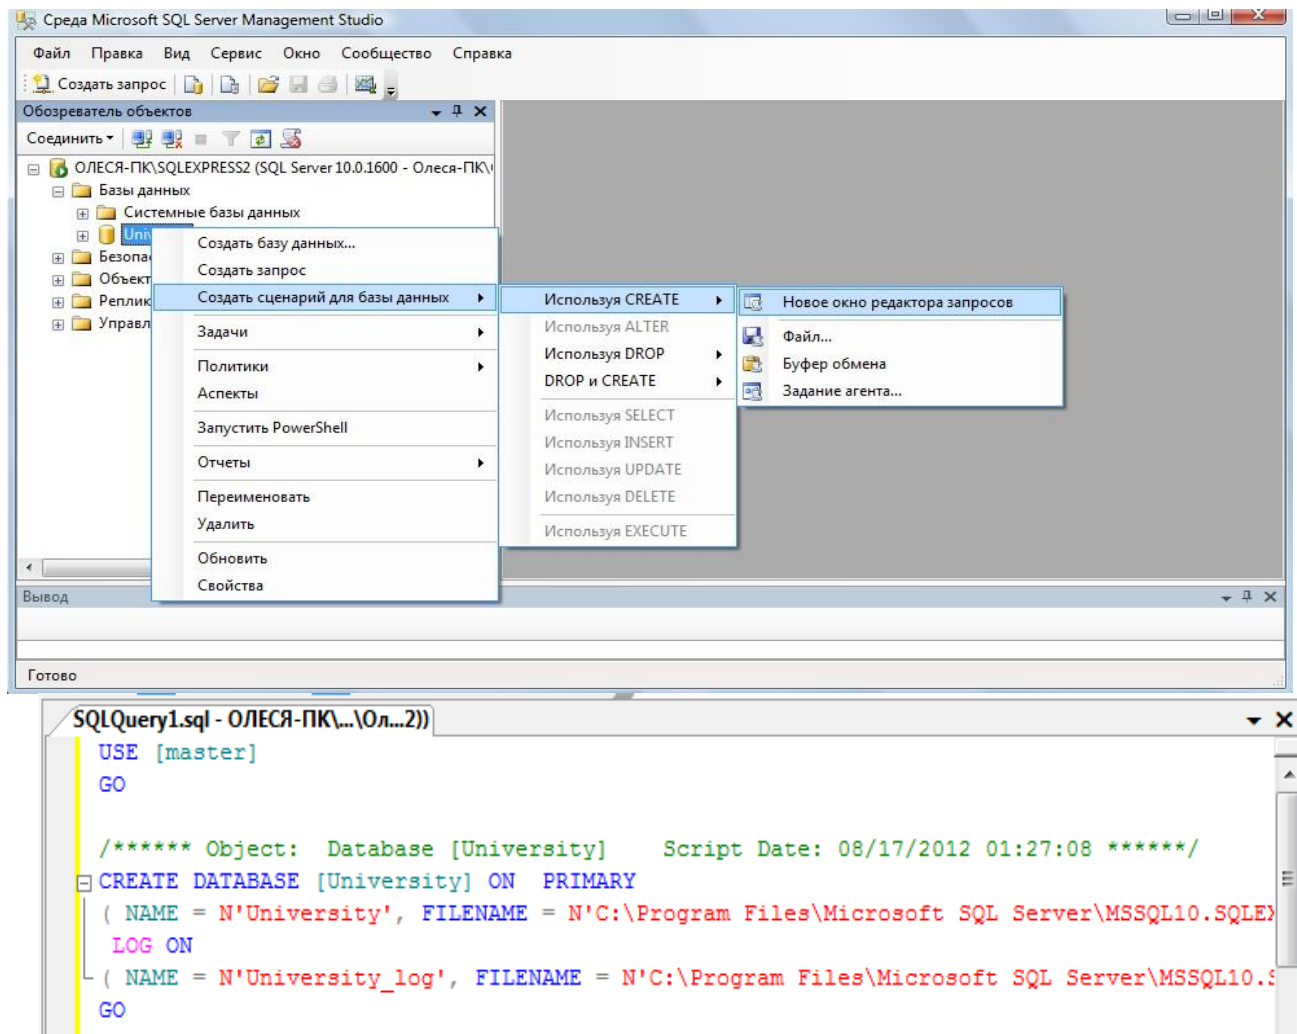 Среда Microsoft SQL Server Management Studio
Файл Правка Вид Сервис Окно Сообщество Справка
Создать запрос
Обозреватель объектов
Соединить
ОЛЕСЯ-ПК\SQLEXPRESS2 (SQL Server 10.0.1600 - Олеся-ПК\
Базы данных
Системные базы данных
Uni
Безопа
Объект
Реплик
Управл
Создать базу данных...
Создать запрос
Создать сценарий для базы данных
Задачи
Политики
Аспекты
Запустить PowerShell
Отчеты
Переименовать
Удалить
Обновить
Свойства
Используя CREATE
Используя ALTER
Используя DROP
DROP и CREATE
Используя SELECT
Используя INSERT
Используя UPDATE
Используя DELETE
Используя EXECUTE
Новое окно редактора запросов
Файл...
Буфер обмена
Задание агента...
Вывод
Готово
SQLQuery1.sql - ОЛЕСЯ-ПК\...\Ол...2))
USE [master]
GO
/****** Object: Database [University] Script Date: 08/17/2012 01:27:08 ******/
CREATE DATABASE [University] ON PRIMARY
( NAME = N'University', FILENAME = N'C:\Program Files\Microsoft SQL Server\MSSQL10.SQLEX
LOG ON
( NAME = N'University_log', FILENAME = N'C:\Program Files\Microsoft SQL Server\MSSQL10.S
GO